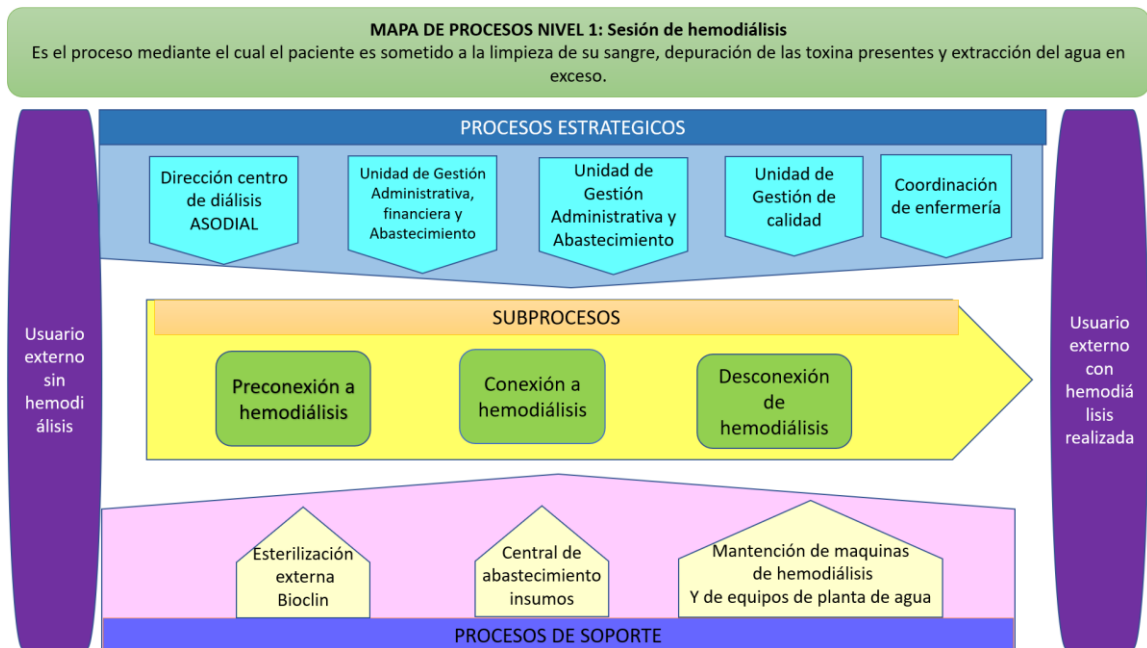 MAPA DE PROCESOS NIVEL 1: Sesión de hemodiálisis
Es el proceso mediante el cual el paciente es sometido a la limpieza de su sangre, depuración de las toxina presentes y extracción del agua en
exceso.
PROCESOS ESTRATEGICOS
Dirección centro
de diálisis
ASODIAL
Unidad de Gestión
Administrativa,
financiera y
Abastecimiento
Unidad de
Gestión
Administrativa y
Abastecimiento
Unidad de
Gestión de
calidad
Coordinación
de enfermería
Usuario
externo
sin
hemodi
álisis
SUBPROCESOS
Preconexión a
hemodiálisis
Conexión a
hemodiálisis
Desconexión
de
hemodiálisis
Usuario
externo
con
hemodiá
lisis
realizada
Esterilización
externa
Bioclin
Central de
abastecimiento
insumos
Mantención de maquinas
de hemodiálisis
Y de equipos de planta de agua
PROCESOS DE SOPORTE